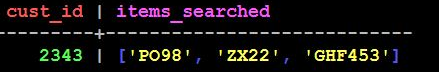 cust_id | items_searched
---------+-----------------------------
2343 | ['PO98', 'ZX22', 'GHF453']